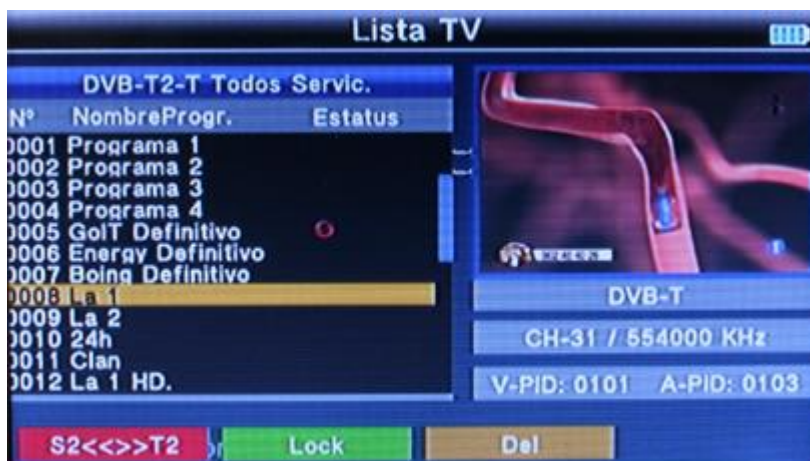 Lista TV
DVB-T2-T Todos Servic.
Nº NombreProgr. Estatus
0001 Programa 1
0002 Programa 2
0003 Programa 3
0004 Programa 4
0005 GolT Definitivo
0006 Energy Definitivo
0007 Boing Definitivo
0008 La 1
0009 La 2
0010 24h
0011 Clan
0012 La 1 HD.
DVB-T
CH-31 / 554000 KHz
V-PID: 0101 A-PID: 0103
S2<<>>T2
Lock
Del